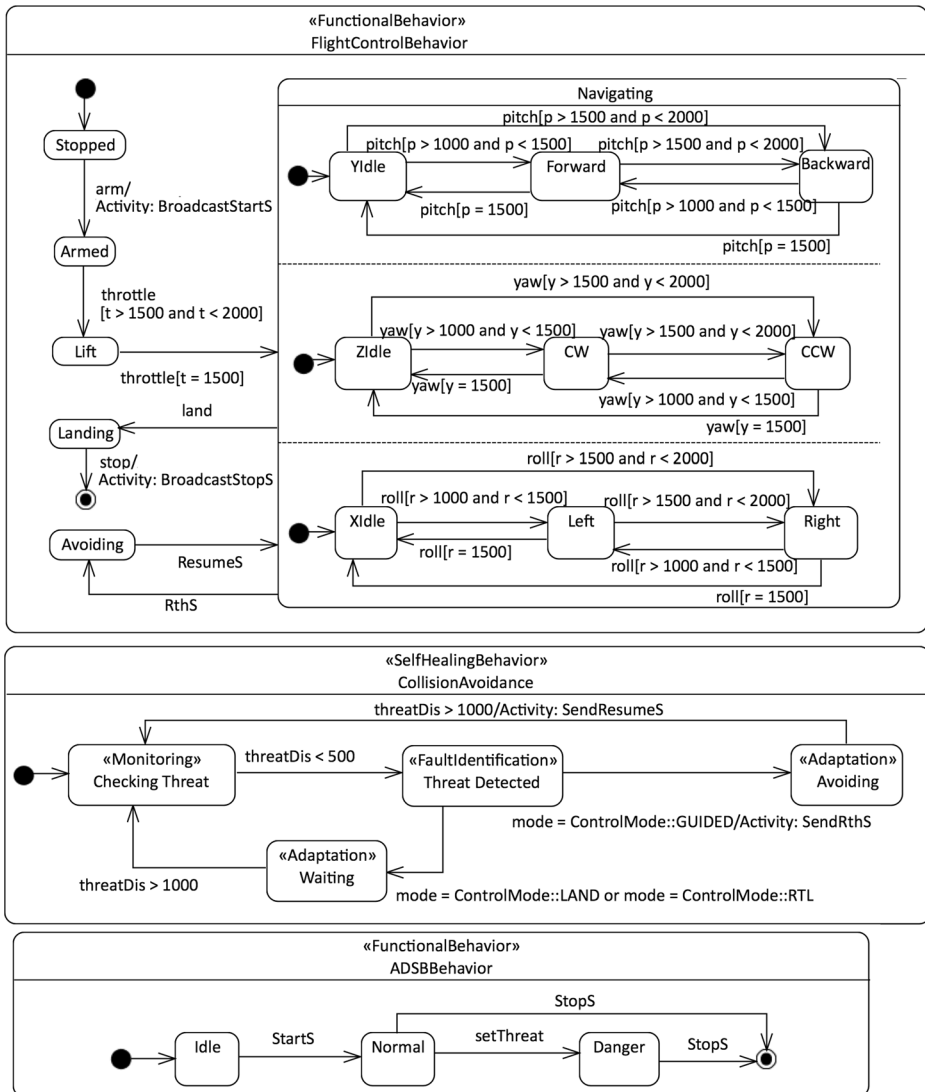 «FunctionalBehavior»
FlightControlBehavior
Stopped
arm/
Activity: BroadcastStartS
Armed
throttle
[t > 1500 and t < 2000]
Lift
throttle[t = 1500]
land
Landing
stop/
Activity: BroadcastStopS
Avoiding
ResumeS
RthS
Navigating
pitch[p > 1500 and p < 2000]
pitch[p > 1000 and p < 1500]
pitch[p > 1500 and p < 2000]
YIdle
Forward
Backward
pitch[p = 1500]
pitch[p > 1000 and p < 1500]
pitch[p = 1500]
yaw[y > 1500 and y < 2000]
yaw[y > 1000 and y < 1500]
yaw[y > 1500 and y < 2000]
ZIdle
CW
CCW
yaw[y = 1500]
yaw[y > 1000 and y < 1500]
yaw[y = 1500]
roll[r > 1500 and r < 2000]
roll[r > 1000 and r < 1500]
roll[r > 1500 and r < 2000]
XIdle
Left
Right
roll[r = 1500]
roll[r > 1000 and r < 1500]
roll[r = 1500]
«SelfHealingBehavior»
CollisionAvoidance
threatDis > 1000/Activity: SendResumeS
«Monitoring»
Checking Threat
threatDis < 500
«FaultIdentification»
Threat Detected
«Adaptation»
Avoiding
mode = ControlMode::GUIDED/Activity: SendRthS
«Adaptation»
Waiting
threatDis > 1000
mode = ControlMode::LAND or mode = ControlMode::RTL
«FunctionalBehavior»
ADSBBehavior
StopS
Idle
StartS
Normal
setThreat
Danger
StopS